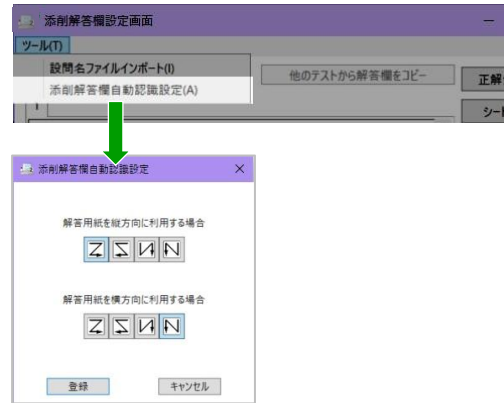 添削解答欄設定画面
ツール(T)
設問名ファイルインポート(I)
他のテストから解答欄をコピー
正解
添削解答欄自動認識設定(A)
シート
添削解答欄自動認識設定
解答用紙を縦方向に利用する場合
解答用紙を横方向に利用する場合
登録
キャンセル